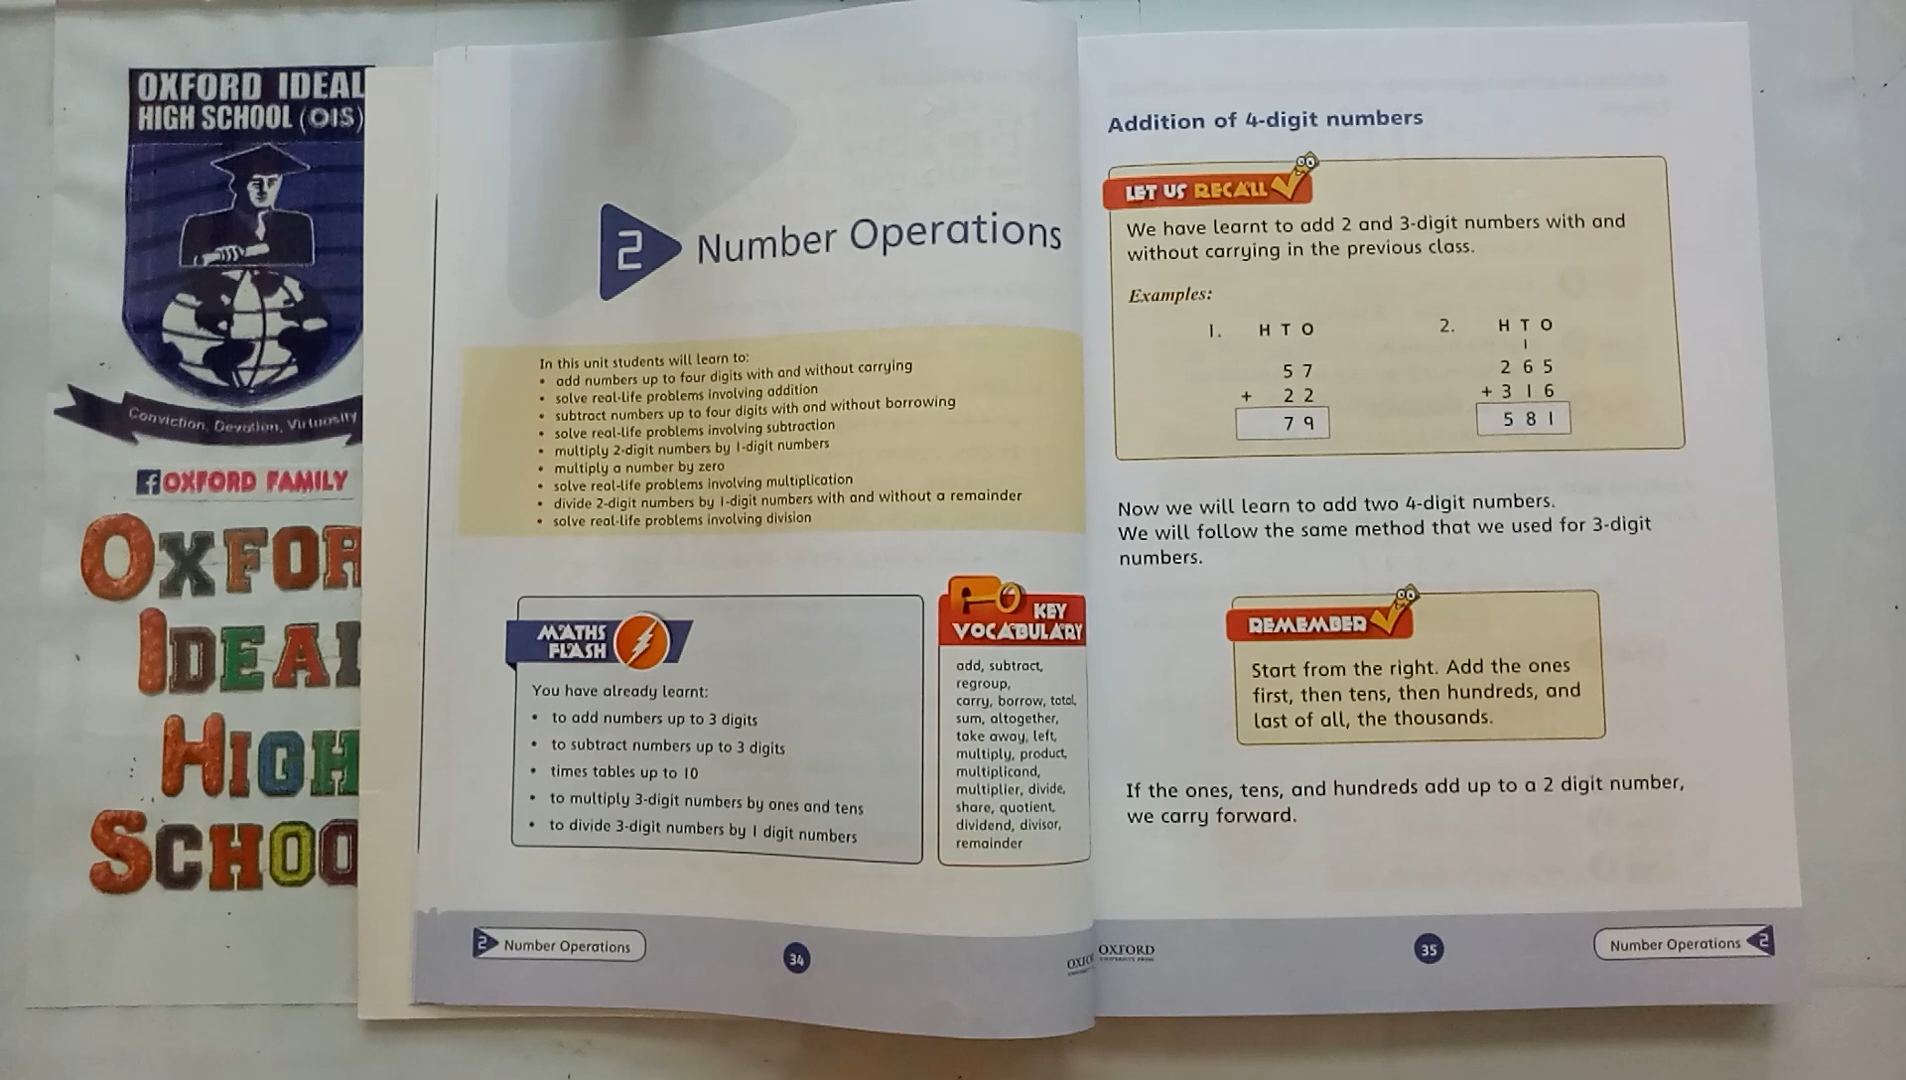 OXFORD IDEAL
HIGH SCHOOL (OIS)
Conviction, Devotion, Virtuosity
f OXFORD FAMILY
OXFOR
IDEAL
HIGH
SCHOO
2 Number Operations
In this unit students will learn to:
• add numbers up to four digits with and without carrying
• solve real-life problems involving addition
• subtract numbers up to four digits with and without borrowing
• solve real-life problems involving subtraction
• multiply 2-digit numbers by 1-digit numbers
• multiply a number by zero
• solve real-life problems involving multiplication
• divide 2-digit numbers by 1-digit numbers with and without a remainder
• solve real-life problems involving division
MATHS
FLASH
You have already learnt:
• to add numbers up to 3 digits
• to subtract numbers up to 3 digits
• times tables up to 10
• to multiply 3-digit numbers by ones and tens
• to divide 3-digit numbers by 1 digit numbers
KEY
VOCABULARY
add, subtract,
regroup,
carry, borrow, total,
sum, altogether,
take away, left,
multiply, product,
multiplicand,
multiplier, divide,
share, quotient,
dividend, divisor,
remainder
2 Number Operations
34
Addition of 4-digit numbers
LET US RECALL
We have learnt to add 2 and 3-digit numbers with and
without carrying in the previous class.
Examples:
1. H T O
5 7
+ 2 2
7 9
2. H T O
1
2 6 5
+ 3 1 6
5 8 1
Now we will learn to add two 4-digit numbers.
We will follow the same method that we used for 3-digit
numbers.
REMEMBER
Start from the right. Add the ones
first, then tens, then hundreds, and
last of all, the thousands.
If the ones, tens, and hundreds add up to a 2 digit number,
we carry forward.
OXFORD
35
Number Operations 2